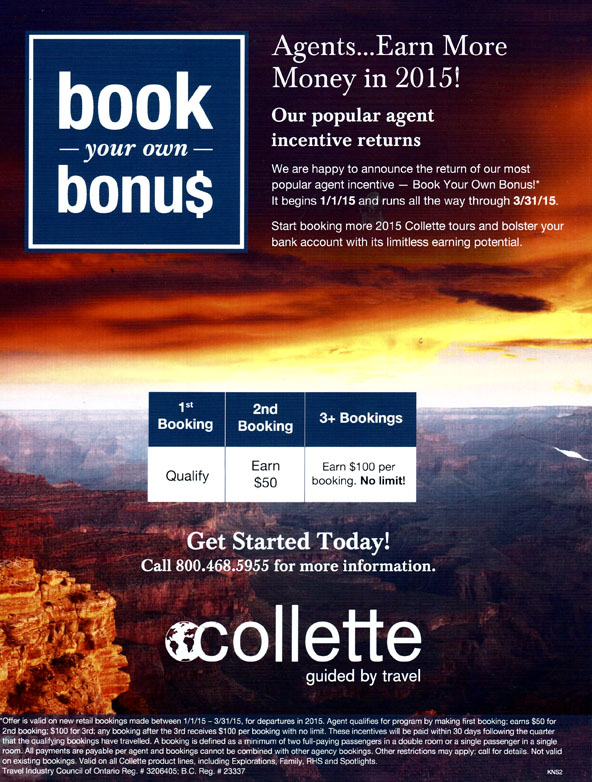 book
— your own —
bonu$
Agents...Earn More
Money in 2015!
Our popular agent
incentive returns
We are happy to announce the return of our most
popular agent incentive — Book Your Own Bonus!*
It begins 1/1/15 and runs all the way through 3/31/15.
Start booking more 2015 Collette tours and bolster your
bank account with its limitless earning potential.
1st Booking
2nd Booking
3+ Bookings
Qualify
Earn $50
Earn $100 per booking. No limit!
Get Started Today!
Call 800.468.5955 for more information.
collette
guided by travel
*Offer is valid on new retail bookings made between 1/1/15 – 3/31/15, for departures in 2015. Agent qualifies for program by making first booking; earns $50 for
2nd booking; $100 for 3rd; any booking after the 3rd receives $100 per booking with no limit. These incentives will be paid within 30 days following the quarter
that the qualifying bookings have travelled. A booking is defined as a minimum of two full-paying passengers in a double room or a single passenger in a single
room. All payments are payable per agent and bookings cannot be combined with other agency bookings. Other restrictions may apply: call for details. Not valid
on existing bookings. Valid on all Collette product lines, including Explorations, Family, RHS and Spotlights.
Travel Industry Council of Ontario Reg. # 3206405; B.C. Reg. # 23337
KNS2